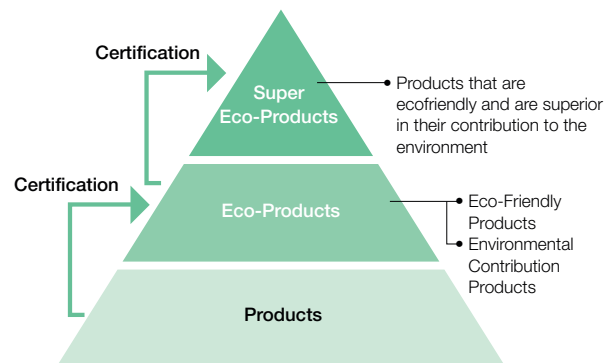 Certification
Super
Eco-Products
• Products that are
ecofriendly and are superior
in their contribution to the
environment
Certification
Eco-Products
• Eco-Friendly
Products
• Environmental
Contribution
Products
Products